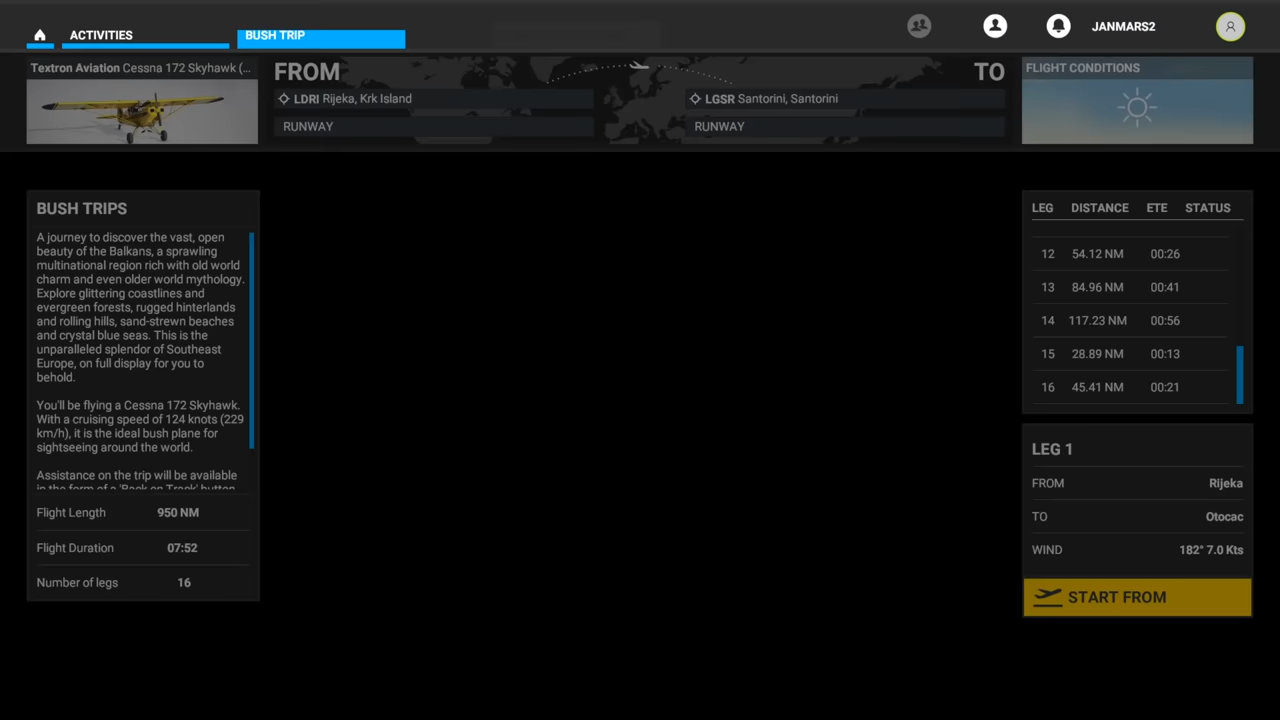 ACTIVITIES
BUSH TRIP
JANMARS2
Textron Aviation Cessna 172 Skyhawk (...
FROM
LDRI Rijeka, Krk Island
RUNWAY
TO
LGSR Santorini, Santorini
RUNWAY
FLIGHT CONDITIONS
BUSH TRIPS
A journey to discover the vast, open
beauty of the Balkans, a sprawling
multinational region rich with old world
charm and even older world mythology.
Explore glittering coastlines and
evergreen forests, rugged hinterlands
and rolling hills, sand-strewn beaches
and crystal blue seas. This is the
unparalleled splendor of Southeast
Europe, on full display for you to
behold.
You'll be flying a Cessna 172 Skyhawk.
With a cruising speed of 124 knots (229
km/h), it is the ideal bush plane for
sightseeing around the world.
Assistance on the trip will be available
in the form of a 'Back on Track' button
Flight Length 950 NM
Flight Duration 07:52
Number of legs 16
LEG DISTANCE ETE STATUS
12 54.12 NM 00:26
13 84.96 NM 00:41
14 117.23 NM 00:56
15 28.89 NM 00:13
16 45.41 NM 00:21
LEG 1
FROM Rijeka
TO Otocac
WIND 182° 7.0 Kts
START FROM